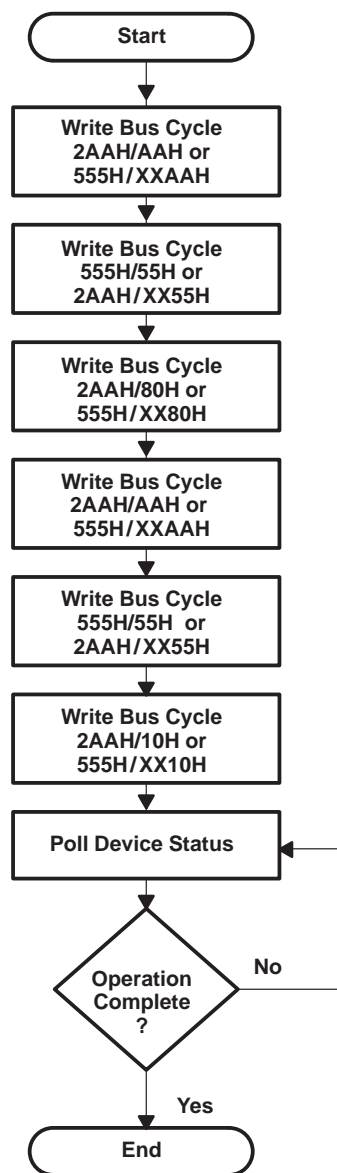 Start
Write Bus Cycle
2AAH/AAH or
555H/XXAAH
Write Bus Cycle
555H/55H or
2AAH/XX55H
Write Bus Cycle
2AAH/80H or
555H/XX80H
Write Bus Cycle
2AAH/AAH or
555H/XXAAH
Write Bus Cycle
555H/55H or
2AAH/XX55H
Write Bus Cycle
2AAH/10H or
555H/XX10H
Poll Device Status
Operation
Complete
?
No
Yes
End